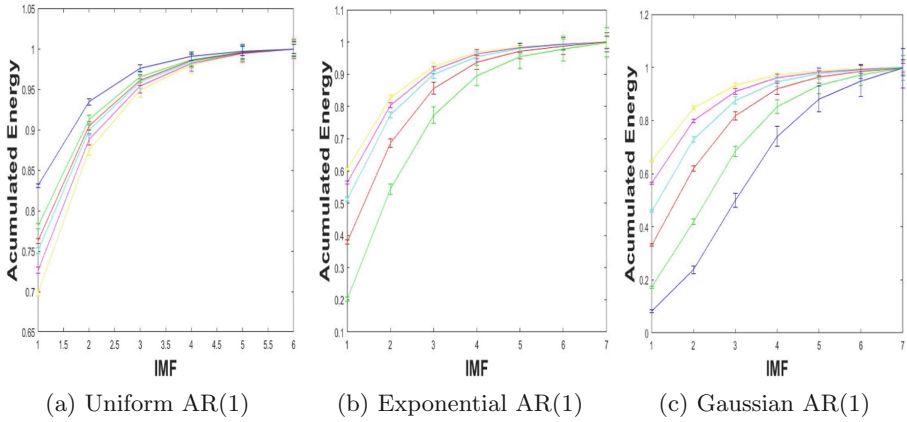 1.05
1
0.95
0.9
0.85
0.8
0.75
0.7
0.65
1 1.5 2 2.5 3 3.5 4 4.5 5 5.5 6
Acumulated Energy
IMF
(a) Uniform AR(1)
1.1
1
0.9
0.8
0.7
0.6
0.5
0.4
0.3
0.2
0.1
1 2 3 4 5 6 7
Acumulated Energy
IMF
(b) Exponential AR(1)
1.2
1
0.8
0.6
0.4
0.2
0
1 2 3 4 5 6 7
Acumulated Energy
IMF
(c) Gaussian AR(1)